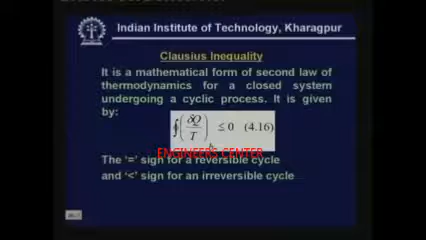 Indian Institute of Technology, Kharagpur
Clausius Inequality
It is a mathematical form of second law of
thermodynamics for a closed system
undergoing a cyclic process. It is given
by:
∮(δQ/T) ≤ 0 (4.16)
ENGINEERS CENTER
The '=' sign for a reversible cycle
and '<' sign for an irreversible cycle